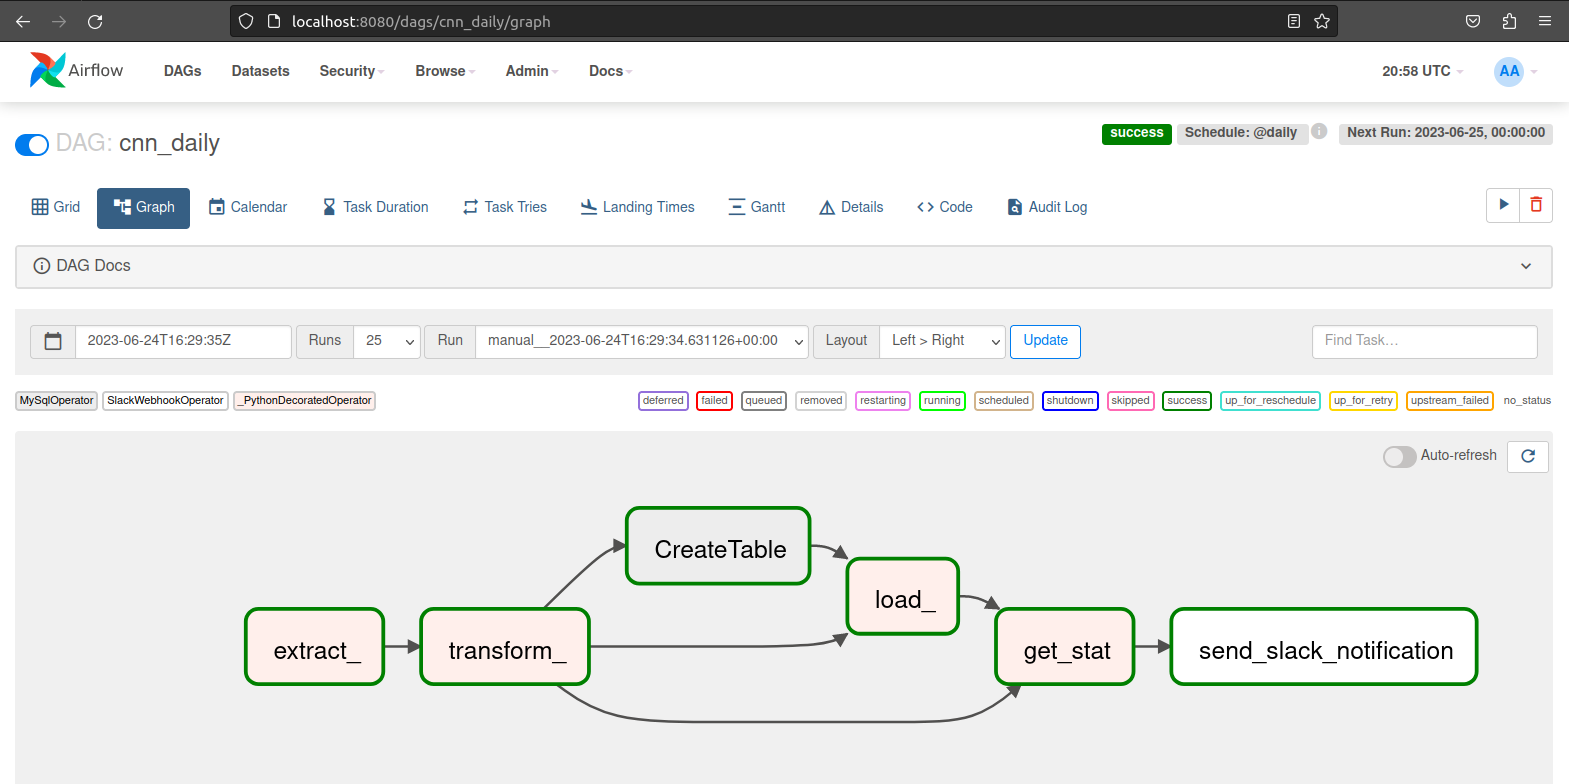 localhost:8080/dags/cnn_daily/graph
Airflow DAGs Datasets Security Browse Admin Docs 20:58 UTC AA
DAG: cnn_daily
success Schedule: @daily i Next Run: 2023-06-25, 00:00:00
Grid Graph Calendar Task Duration Task Tries Landing Times Gantt Details Code Audit Log
DAG Docs
2023-06-24T16:29:35Z Runs 25 Run manual__2023-06-24T16:29:34.631126+00:00 Layout Left > Right Update Find Task...
MySqlOperator SlackWebhookOperator _PythonDecoratedOperator deferred failed queued removed restarting running scheduled shutdown skipped success up_for_reschedule up_for_retry upstream_failed no_status
Auto-refresh
CreateTable
load_
extract_ transform_ get_stat send_slack_notification